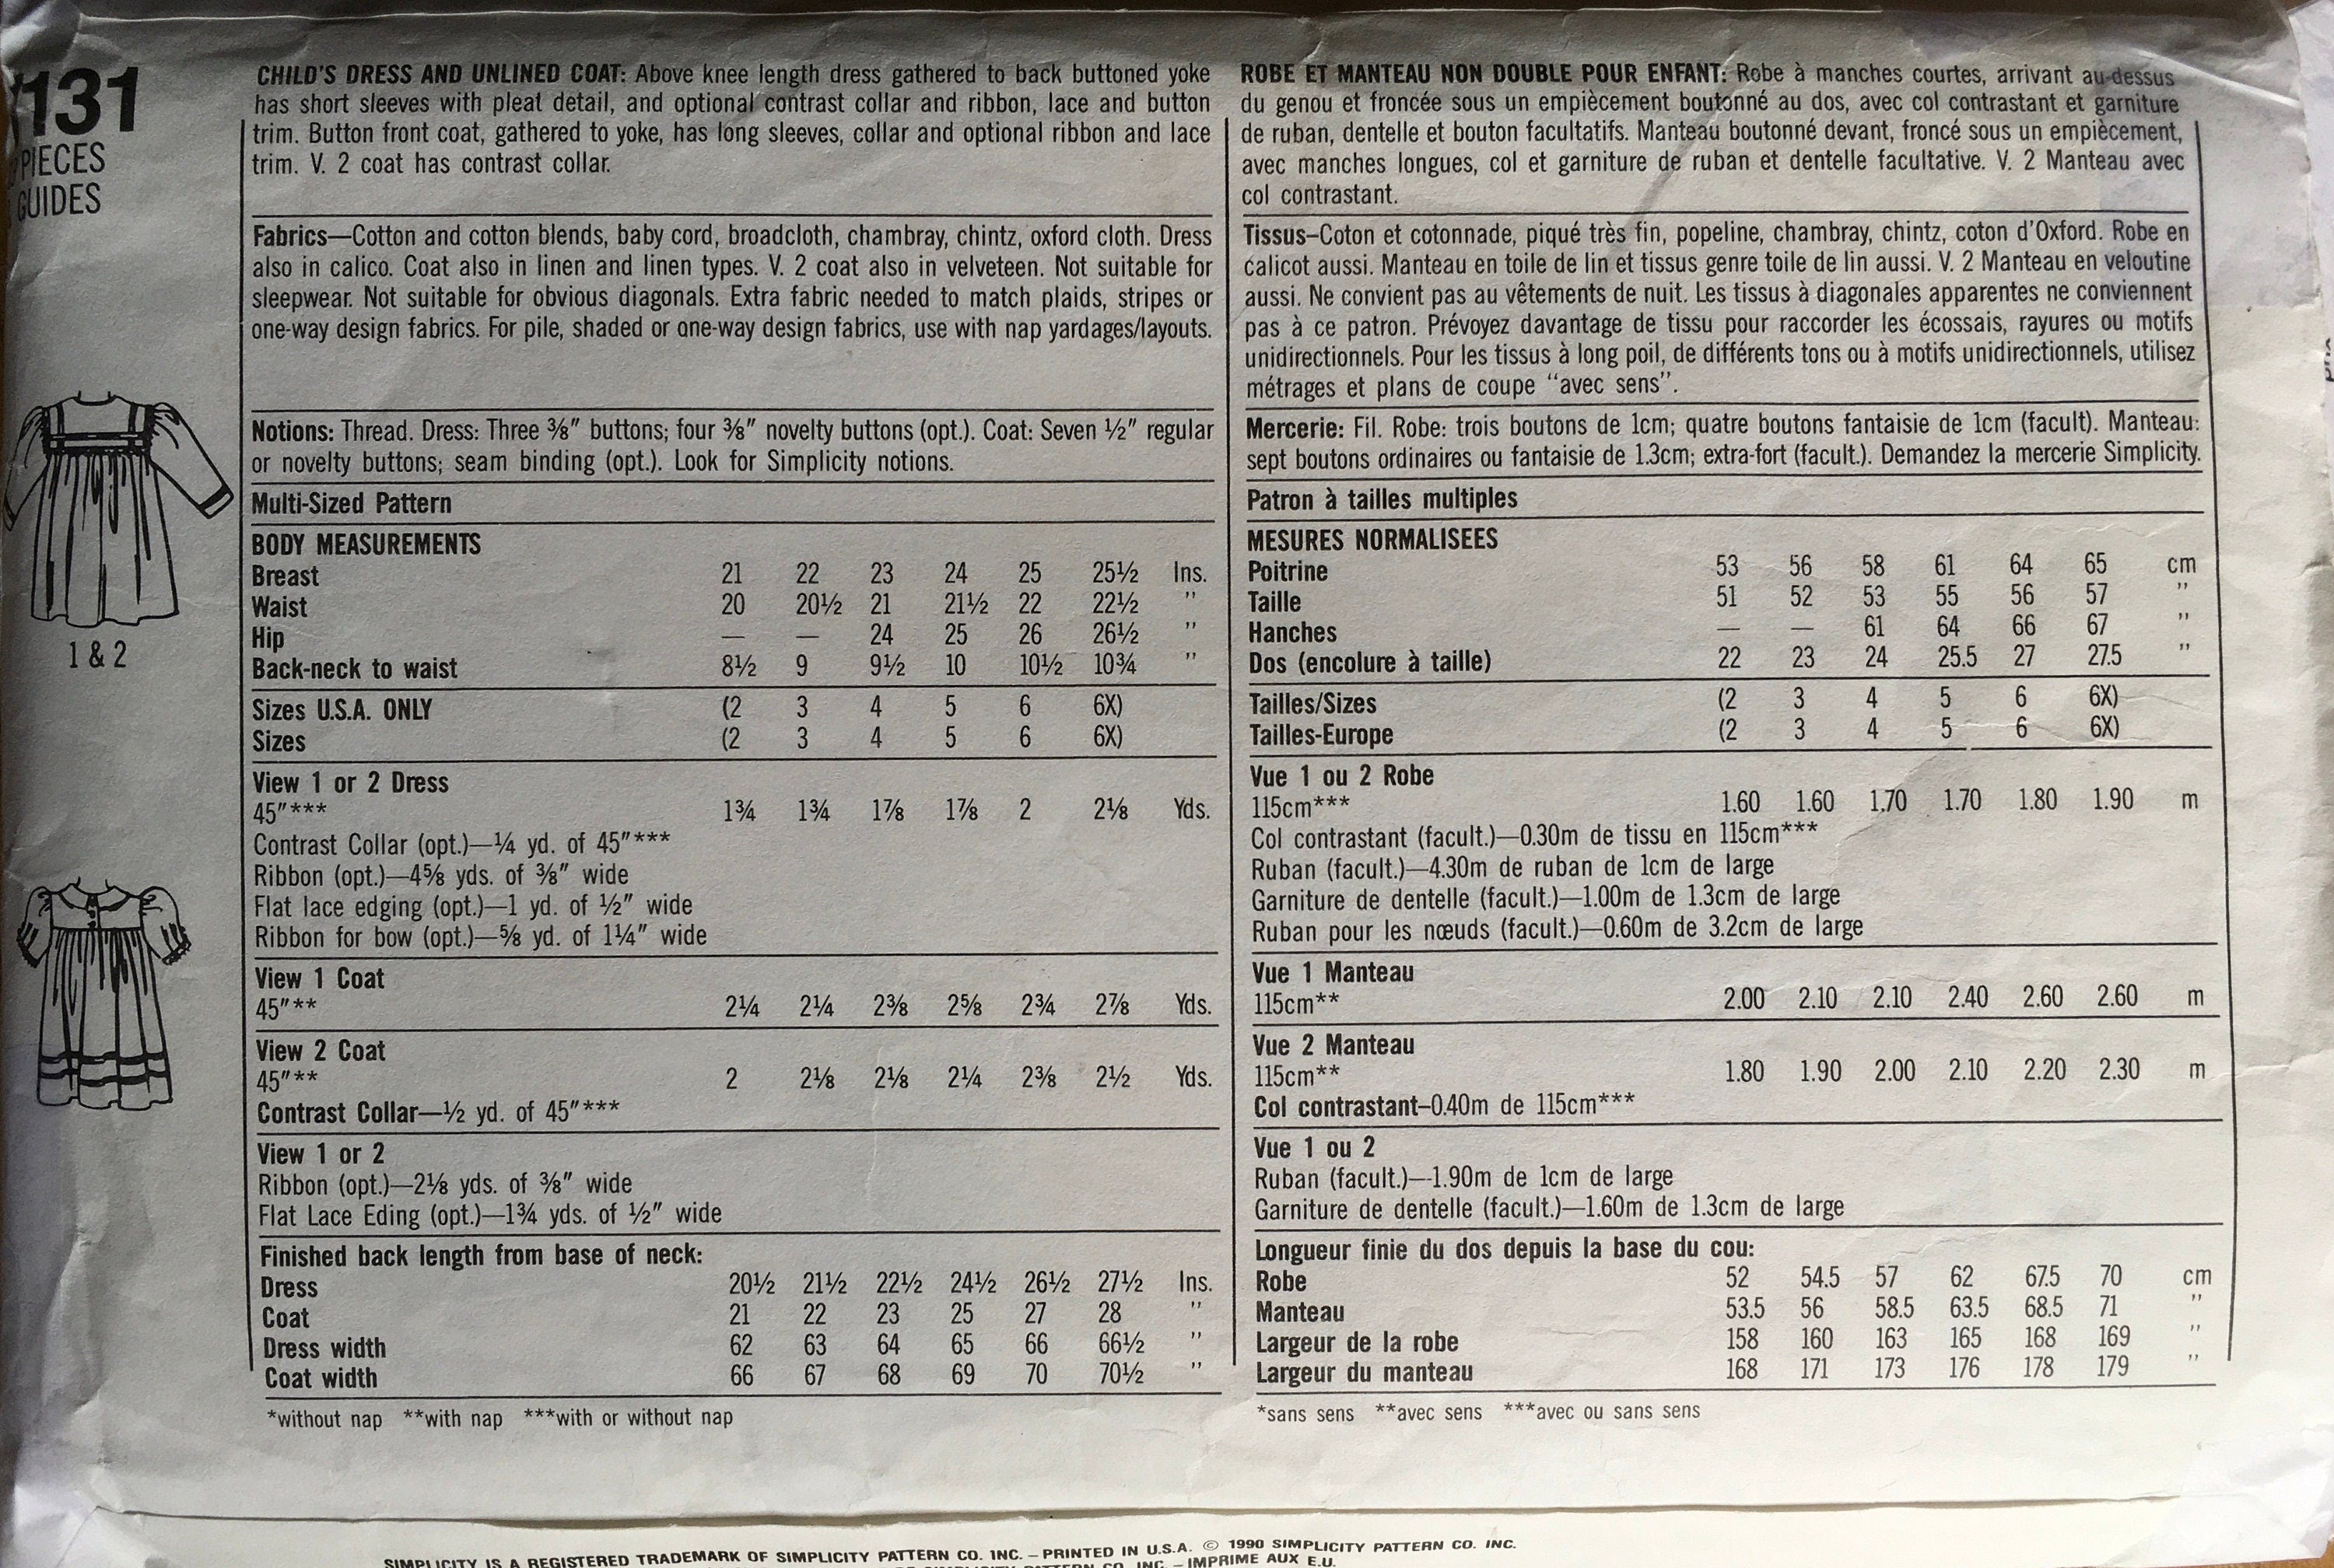 131
PIECES
GUIDES
1 & 2
CHILD'S DRESS AND UNLINED COAT: Above knee length dress gathered to back buttoned yoke
has short sleeves with pleat detail, and optional contrast collar and ribbon, lace and button
trim. Button front coat, gathered to yoke, has long sleeves, collar and optional ribbon and lace
trim. V. 2 coat has contrast collar.
Fabrics—Cotton and cotton blends, baby cord, broadcloth, chambray, chintz, oxford cloth. Dress
also in calico. Coat also in linen and linen types. V. 2 coat also in velveteen. Not suitable for
sleepwear. Not suitable for obvious diagonals. Extra fabric needed to match plaids, stripes or
one-way design fabrics. For pile, shaded or one-way design fabrics, use with nap yardages/layouts.
Notions: Thread. Dress: Three ⅜" buttons; four ⅜" novelty buttons (opt.). Coat: Seven ½" regular
or novelty buttons; seam binding (opt.). Look for Simplicity notions.
Multi-Sized Pattern
BODY MEASUREMENTS
Breast 21 22 23 24 25 25½ Ins.
Waist 20 20½ 21 21½ 22 22½ "
Hip — — 24 25 26 26½ "
Back-neck to waist 8½ 9 9½ 10 10½ 10¾ "
Sizes U.S.A. ONLY (2 3 4 5 6 6X)
Sizes (2 3 4 5 6 6X)
View 1 or 2 Dress
45"*** 1¾ 1¾ 1⅞ 1⅞ 2 2⅛ Yds.
Contrast Collar (opt.)—¼ yd. of 45"***
Ribbon (opt.)—4⅝ yds. of ⅜" wide
Flat lace edging (opt.)—1 yd. of ½" wide
Ribbon for bow (opt.)—⅝ yd. of 1¼" wide
View 1 Coat
45"** 2¼ 2¼ 2⅜ 2⅝ 2¾ 2⅞ Yds.
View 2 Coat
45"** 2 2⅛ 2⅛ 2¼ 2⅜ 2½ Yds.
Contrast Collar—½ yd. of 45"***
View 1 or 2
Ribbon (opt.)—2⅛ yds. of ⅜" wide
Flat Lace Eding (opt.)—1¾ yds. of ½" wide
Finished back length from base of neck:
Dress 20½ 21½ 22½ 24½ 26½ 27½ Ins.
Coat 21 22 23 25 27 28 "
Dress width 62 63 64 65 66 66½ "
Coat width 66 67 68 69 70 70½ "
*without nap **with nap ***with or without nap
ROBE ET MANTEAU NON DOUBLE POUR ENFANT: Robe à manches courtes, arrivant au-dessus
du genou et froncée sous un empiècement boutonné au dos, avec col contrastant et garniture
de ruban, dentelle et bouton facultatifs. Manteau boutonné devant, froncé sous un empiècement,
avec manches longues, col et garniture de ruban et dentelle facultative. V. 2 Manteau avec
col contrastant.
Tissus–Coton et cotonnade, piqué très fin, popeline, chambray, chintz, coton d'Oxford. Robe en
calicot aussi. Manteau en toile de lin et tissus genre toile de lin aussi. V. 2 Manteau en veloutine
aussi. Ne convient pas au vêtements de nuit. Les tissus à diagonales apparentes ne conviennent
pas à ce patron. Prévoyez davantage de tissu pour raccorder les écossais, rayures ou motifs
unidirectionnels. Pour les tissus à long poil, de différents tons ou à motifs unidirectionnels, utilisez
métrages et plans de coupe "avec sens".
Mercerie: Fil. Robe: trois boutons de 1cm; quatre boutons fantaisie de 1cm (facult). Manteau:
sept boutons ordinaires ou fantaisie de 1.3cm; extra-fort (facult.). Demandez la mercerie Simplicity.
Patron à tailles multiples
MESURES NORMALISEES
Poitrine 53 56 58 61 64 65 cm
Taille 51 52 53 55 56 57 "
Hanches — — 61 64 66 67 "
Dos (encolure à taille) 22 23 24 25.5 27 27.5 "
Tailles/Sizes (2 3 4 5 6 6X)
Tailles-Europe (2 3 4 5 6 6X)
Vue 1 ou 2 Robe
115cm*** 1.60 1.60 1.70 1.70 1.80 1.90 m
Col contrastant (facult.)—0.30m de tissu en 115cm***
Ruban (facult.)—4.30m de ruban de 1cm de large
Garniture de dentelle (facult.)—1.00m de 1.3cm de large
Ruban pour les nœuds (facult.)—0.60m de 3.2cm de large
Vue 1 Manteau
115cm** 2.00 2.10 2.10 2.40 2.60 2.60 m
Vue 2 Manteau
115cm** 1.80 1.90 2.00 2.10 2.20 2.30 m
Col contrastant–0.40m de 115cm***
Vue 1 ou 2
Ruban (facult.)—1.90m de 1cm de large
Garniture de dentelle (facult.)—1.60m de 1.3cm de large
Longueur finie du dos depuis la base du cou:
Robe 52 54.5 57 62 67.5 70 cm
Manteau 53.5 56 58.5 63.5 68.5 71 "
Largeur de la robe 158 160 163 165 168 169 "
Largeur du manteau 168 171 173 176 178 179 "
*sans sens **avec sens ***avec ou sans sens
SIMPLICITY IS A REGISTERED TRADEMARK OF SIMPLICITY PATTERN CO. INC. – PRINTED IN U.S.A. © 1990 SIMPLICITY PATTERN CO. INC.
CO. INC. – IMPRIME AUX E.U.